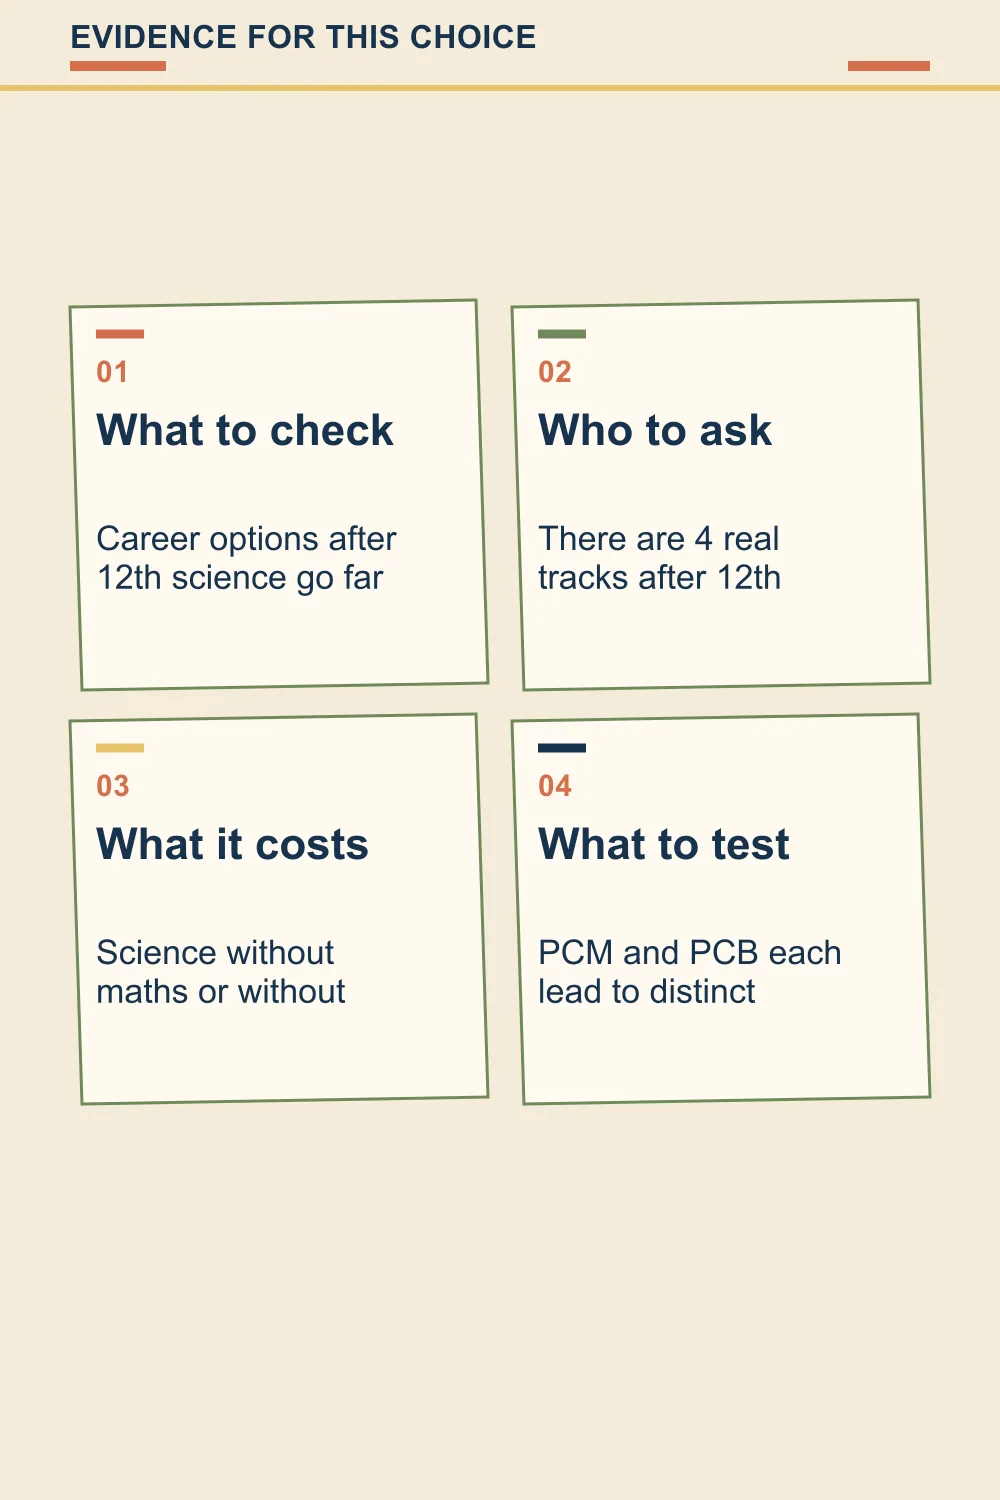 EVIDENCE FOR THIS CHOICE
01
What to check
Career options after
12th science go far
02
Who to ask
There are 4 real
tracks after 12th
03
What it costs
Science without
maths or without
04
What to test
PCM and PCB each
lead to distinct